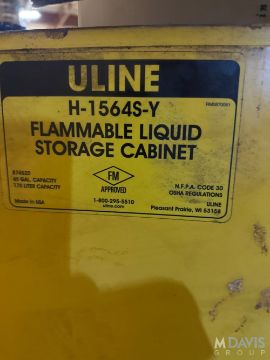 ULINE
H-1564S-Y
FLAMMABLE LIQUID
STORAGE CABINET
45 GAL. CAPACITY
170 LITER CAPACITY
Made in USA
FM
APPROVED
1-800-295-5510
uline.com
N.F.P.A. CODE 30
OSHA REGULATIONS
ULINE
Pleasant Prairie, WI 53158
M DAVIS
GROUP